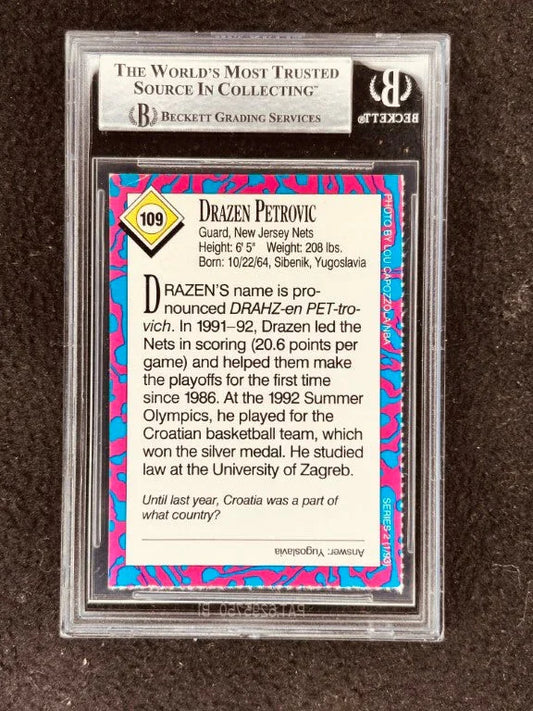 THE WORLD'S MOST TRUSTED
SOURCE IN COLLECTING™
B BECKETT GRADING SERVICES
B
BECKETT
109
DRAZEN PETROVIC
Guard, New Jersey Nets
Height: 6' 5" Weight: 208 lbs.
Born: 10/22/64, Sibenik, Yugoslavia
DRAZEN'S name is pro-
nounced DRAHZ-en PET-tro-
vich. In 1991–92, Drazen led the
Nets in scoring (20.6 points per
game) and helped them make
the playoffs for the first time
since 1986. At the 1992 Summer
Olympics, he played for the
Croatian basketball team, which
won the silver medal. He studied
law at the University of Zagreb.
Until last year, Croatia was a part of
what country?
Answer: Yugoslavia
PHOTO BY LOU CAPOZZOLA/NBA
SERIES 2 (1/93)